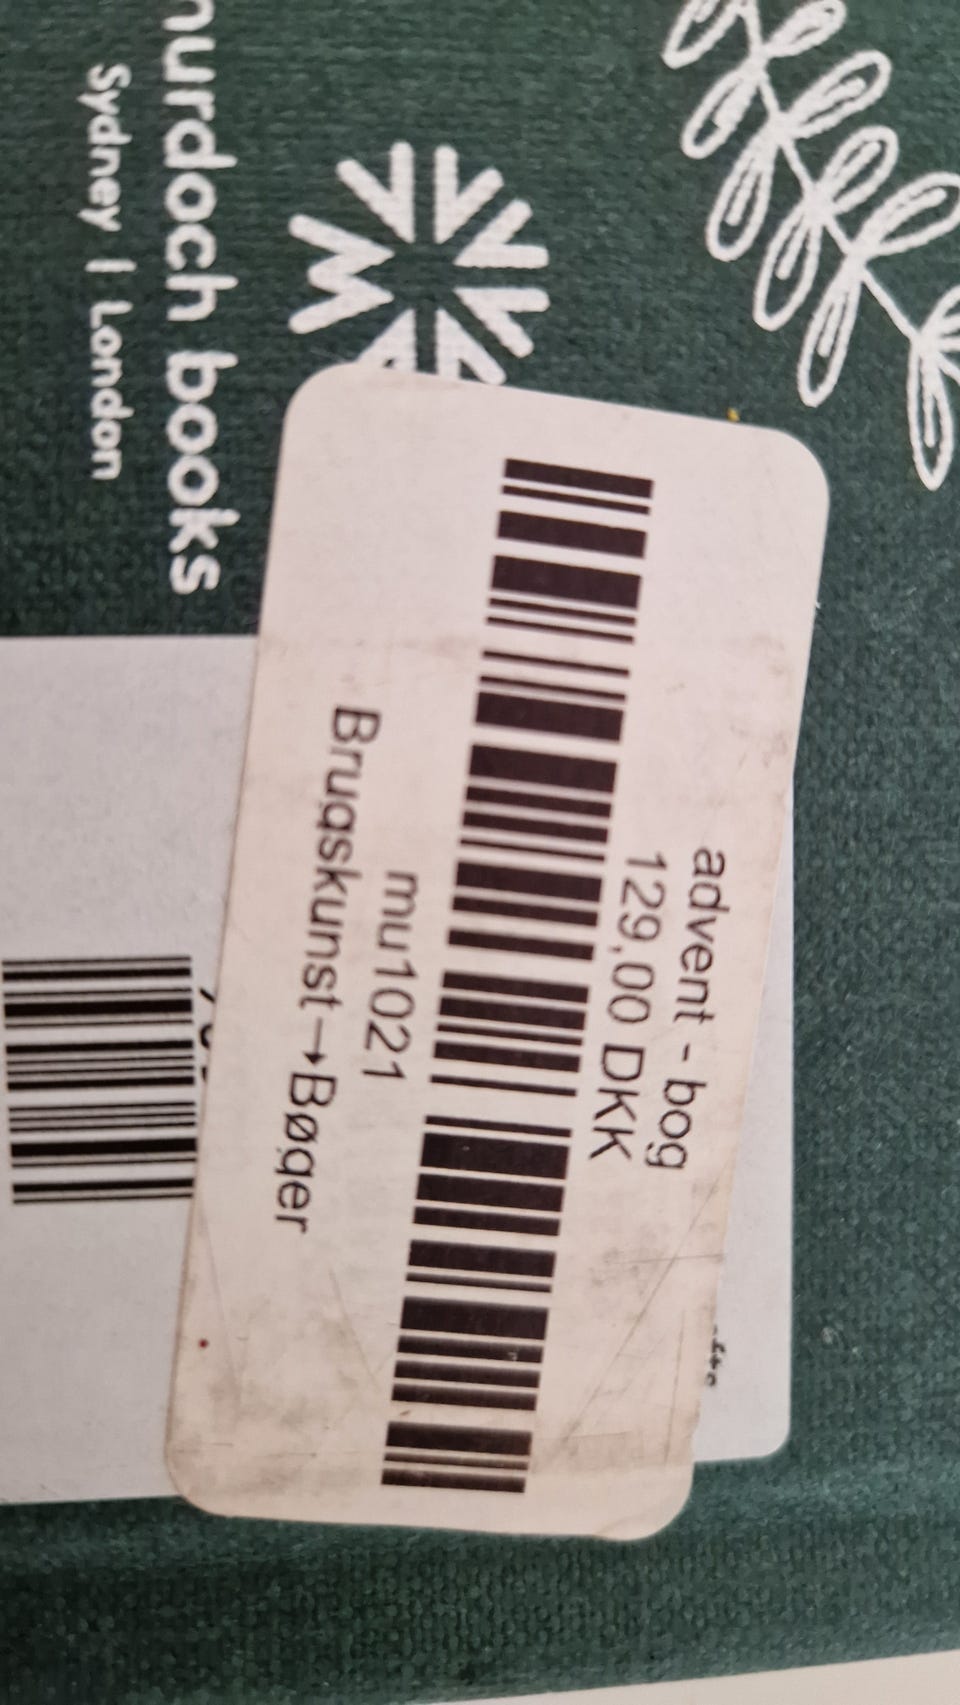 murdoch books
Sydney | London
advent - bog
129,00 DKK
mu1021
Brugskunst→Bøger